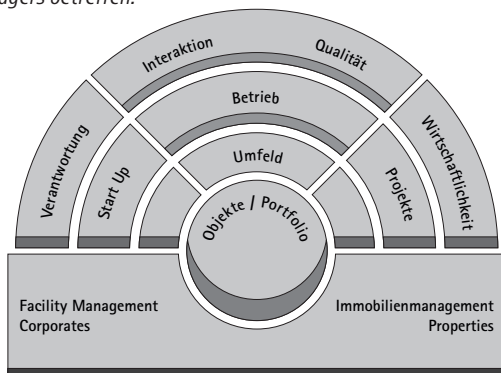 agers betreffen.
Interaktion
Qualität
Betrieb
Umfeld
Verantwortung
Start Up
Projekte
Wirtschaftlichkeit
Objekte / Portfolio
Facility Management
Corporates
Immobilienmanagement
Properties